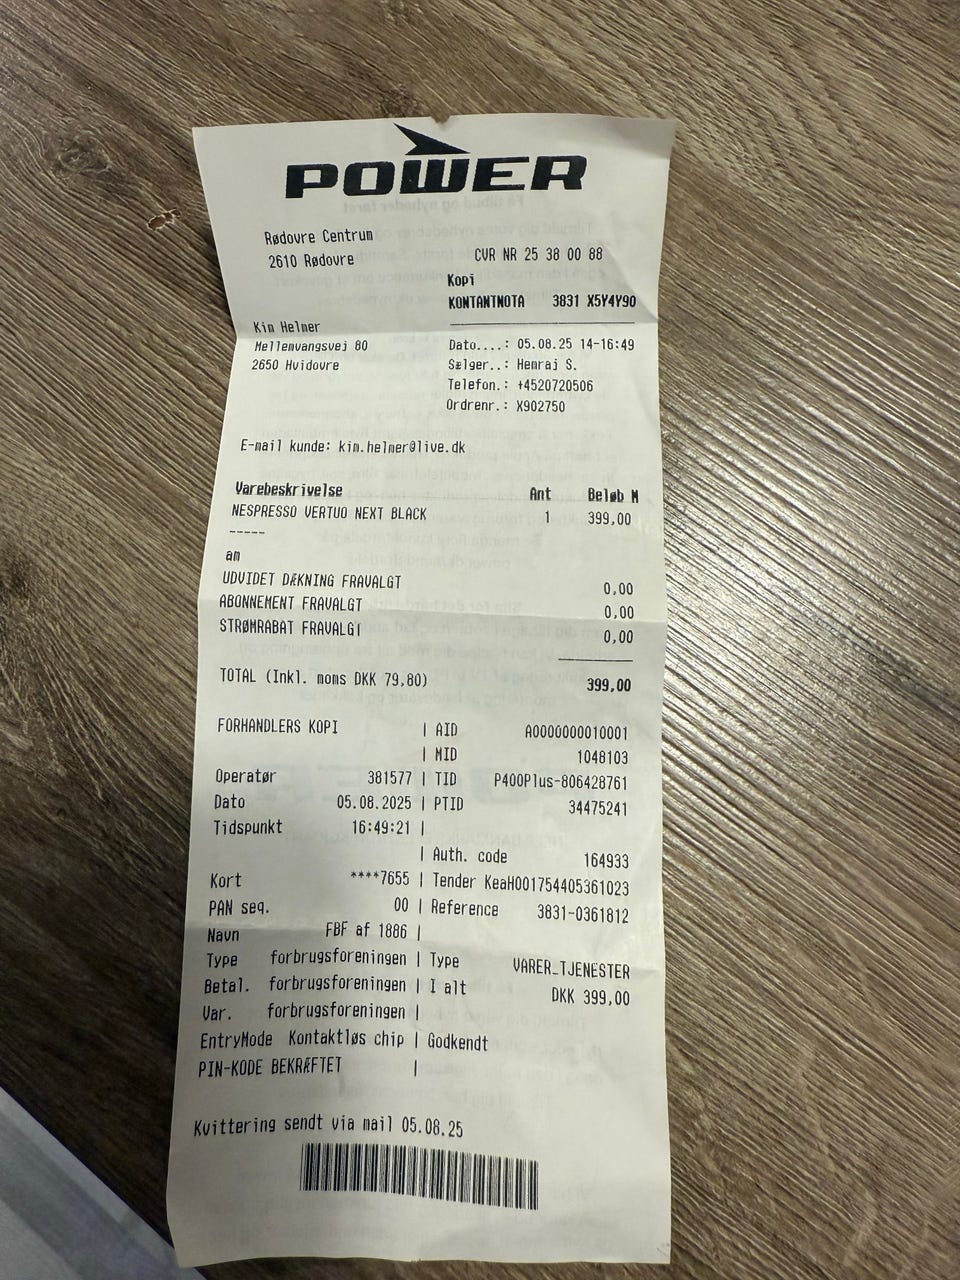 POWER
Rødovre Centrum
2610 Rødovre
CVR NR 25 38 00 88
Kopi
KONTANTNOTA 3831 X5Y4Y90
Kim Helmer
Mellemvangsvej 80
2650 Hvidovre
Dato....: 05.08.25 14-16:49
Sælger..: Hemraj S.
Telefon.: +4520720506
Ordrenr.: X902750
E-mail kunde: kim.helmer@live.dk
Varebeskrivelse Ant Beløb M
NESPRESSO VERTUO NEXT BLACK 1 399,00
-----
am
UDVIDET DÆKNING FRAVALGT 0,00
ABONNEMENT FRAVALGT 0,00
STRØMRABAT FRAVALGT 0,00
TOTAL (Inkl. moms DKK 79,80) 399,00
FORHANDLERS KOPI | AID A0000000010001
| MID 1048103
Operatør 381577 | TID P400Plus-806428761
Dato 05.08.2025 | PTID 34475241
Tidspunkt 16:49:21 |
| Auth. code 164933
Kort ****7655 | Tender KeaH001754405361023
PAN seq. 00 | Reference 3831-0361812
Navn FBF af 1886 |
Type forbrugsforeningen | Type VARER_TJENESTER
Betal. forbrugsforeningen | I alt DKK 399,00
Var. forbrugsforeningen |
EntryMode Kontaktløs chip | Godkendt
PIN-KODE BEKRÆFTET |
Kvittering sendt via mail 05.08.25